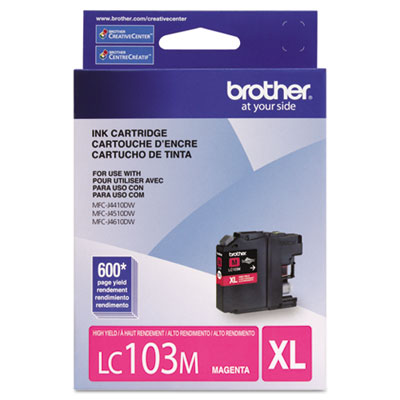 BROTHER
CREATIVECENTER
BROTHER
CENTRECRÉATIF
brother
at your side
INK CARTRIDGE
CARTOUCHE D'ENCRE
CARTUCHO DE TINTA
FOR USE WITH
POUR UTILISER AVEC
PARA USO CON
PARA USO COM
MFC-J4410DW
MFC-J4510DW
MFC-J4610DW
600*
page yield
rendement
rendimiento
rendimento
M
LC103M
XL
HIGH YIELD / À HAUT RENDEMENT / ALTO RENDIMIENTO / ALTO RENDIMENTO
LC103M
MAGENTA
XL